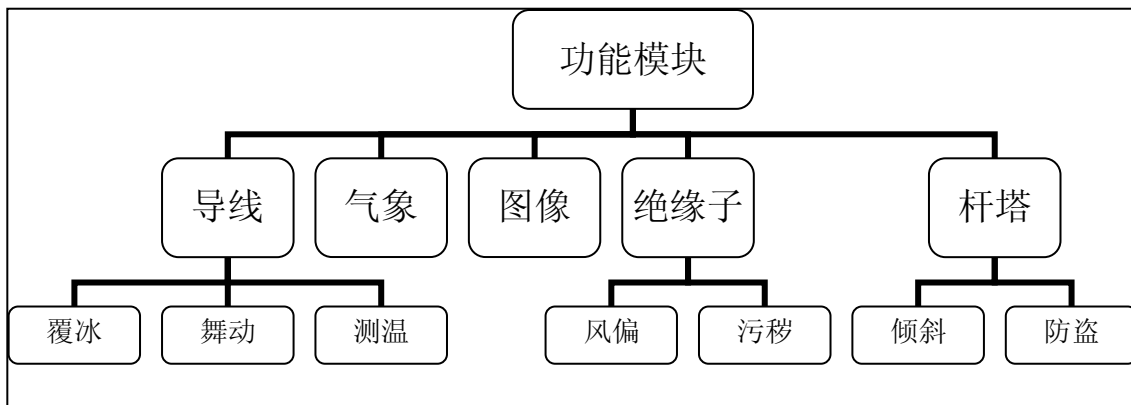 功能模块
导线
气象
图像
绝缘子
杆塔
覆冰
舞动
测温
风偏
污秽
倾斜
防盗